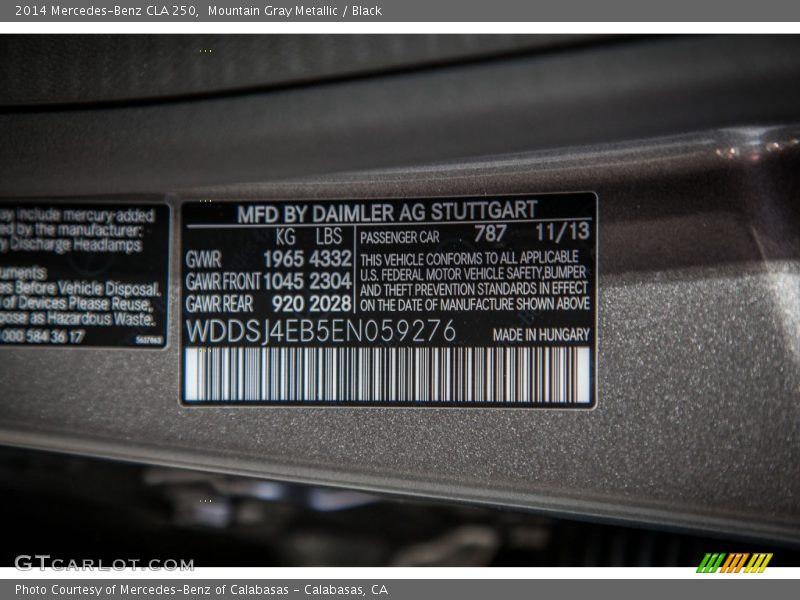 2014 Mercedes-Benz CLA 250, Mountain Gray Metallic / Black
ay include mercury-added
ed by the manufacturer:
y Discharge Headlamps
uments
es Before Vehicle Disposal.
of Devices Please Reuse,
pose as Hazardous Waste.
000 584 36 17
MFD BY DAIMLER AG STUTTGART
KG LBS
GVWR 1965 4332
GAWR FRONT 1045 2304
GAWR REAR 920 2028
PASSENGER CAR 787 11/13
THIS VEHICLE CONFORMS TO ALL APPLICABLE
U.S. FEDERAL MOTOR VEHICLE SAFETY,BUMPER
AND THEFT PREVENTION STANDARDS IN EFFECT
ON THE DATE OF MANUFACTURE SHOWN ABOVE
WDDSJ4EB5EN059276 MADE IN HUNGARY
GTCARLOT.COM
Photo Courtesy of Mercedes-Benz of Calabasas - Calabasas, CA